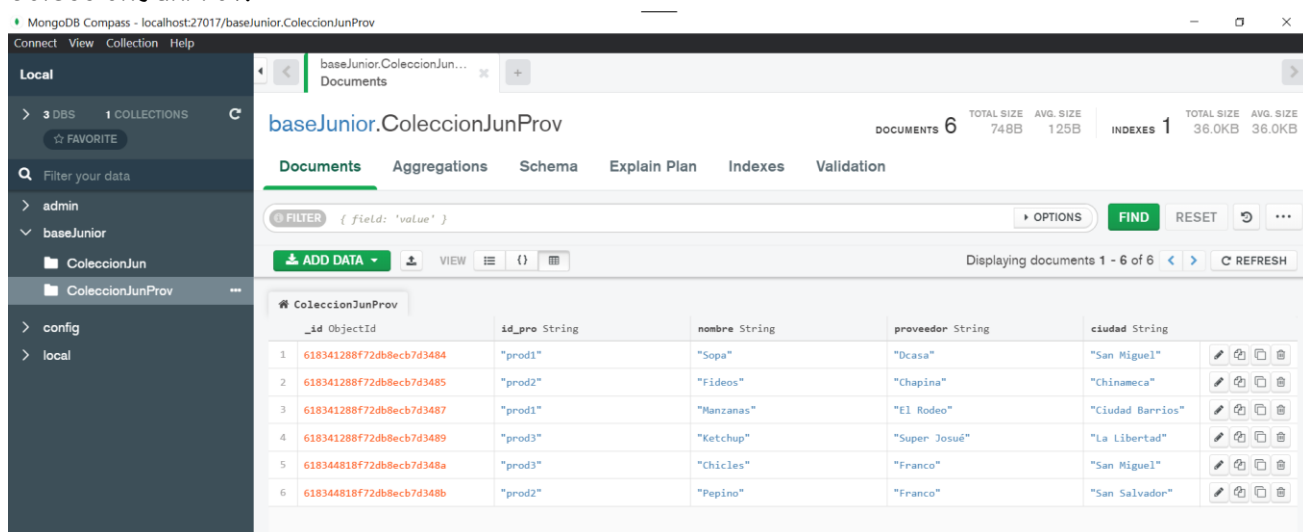 MongoDB Compass - localhost:27017/baseJunior.ColeccionJunProv
Connect View Collection Help
Local
baseJunior.ColeccionJun...
Documents
3 DBS 1 COLLECTIONS
☆ FAVORITE
baseJunior.ColeccionJunProv
DOCUMENTS 6 TOTAL SIZE 748B AVG. SIZE 125B INDEXES 1 TOTAL SIZE 36.0KB AVG. SIZE 36.0KB
Documents Aggregations Schema Explain Plan Indexes Validation
Filter your data
admin
baseJunior
ColeccionJun
ColeccionJunProv
config
local
FILTER { field: 'value' } OPTIONS FIND RESET ...
ADD DATA VIEW {} Displaying documents 1 - 6 of 6 < > REFRESH
ColeccionJunProv
_id ObjectId id_pro String nombre String proveedor String ciudad String
1 618341288f72db8ecb7d3484 "prod1" "Sopa" "Dcasa" "San Miguel"
2 618341288f72db8ecb7d3485 "prod2" "Fideos" "Chapina" "Chinameca"
3 618341288f72db8ecb7d3487 "prod1" "Manzanas" "El Rodeo" "Ciudad Barrios"
4 618341288f72db8ecb7d3489 "prod3" "Ketchup" "Super Josué" "La Libertad"
5 618344818f72db8ecb7d348a "prod3" "Chicles" "Franco" "San Miguel"
6 618344818f72db8ecb7d348b "prod2" "Pepino" "Franco" "San Salvador"